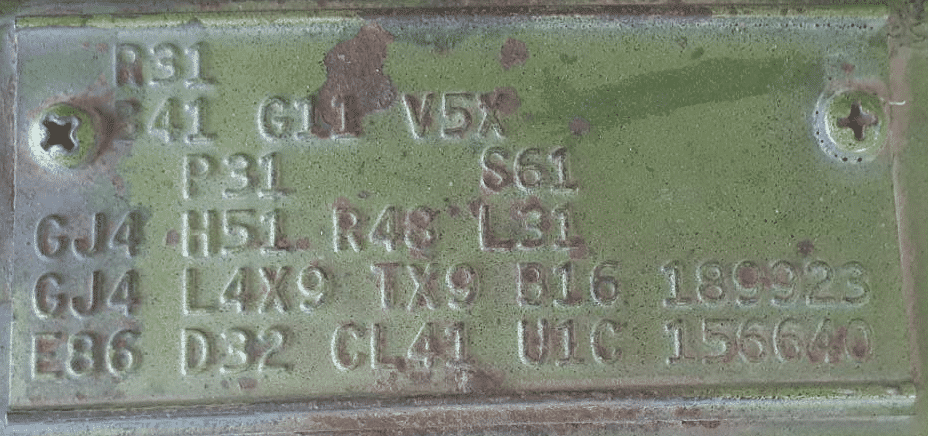 R31
B41 G11 V5X
P31 S61
GJ4 H51 R48 L31
GJ4 L4X9 TX9 B16 189923
E86 D32 CL41 U1C 156640